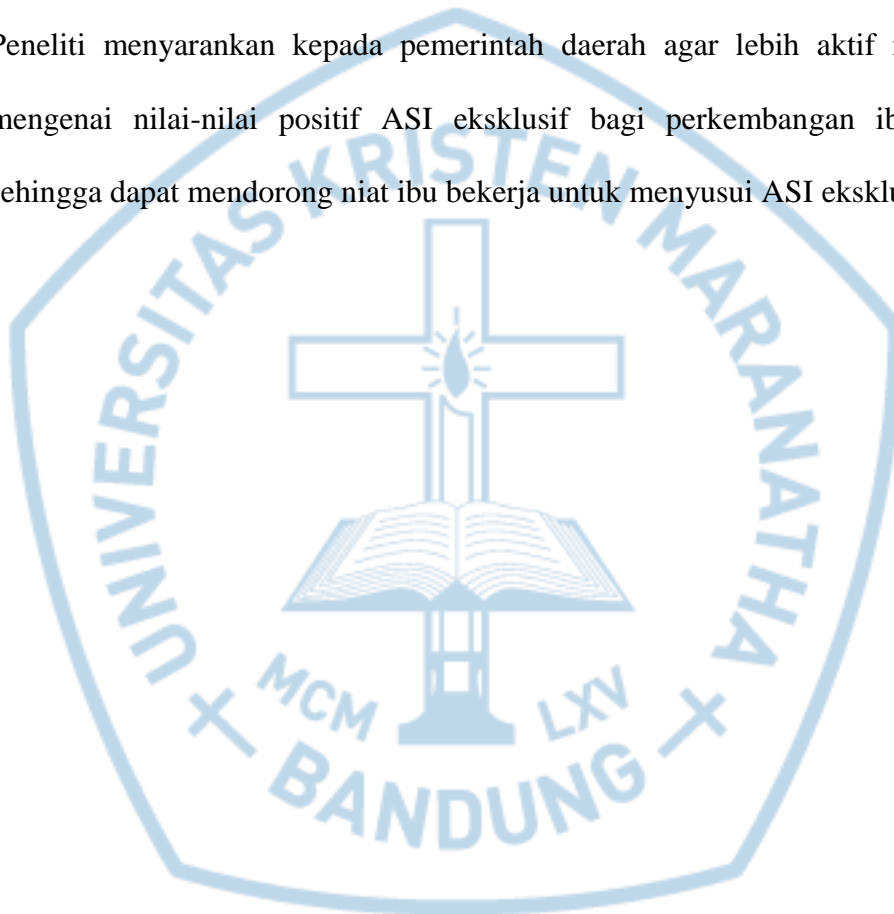 Peneliti menyarankan kepada pemerintah daerah agar lebih aktif
mengenai nilai-nilai positif ASI eksklusif bagi perkembangan
sehingga dapat mendorong niat ibu bekerja untuk menyusui ASI
UNIVERSITAS KRISTEN MARANATHA
MCM LXV
BANDUNG